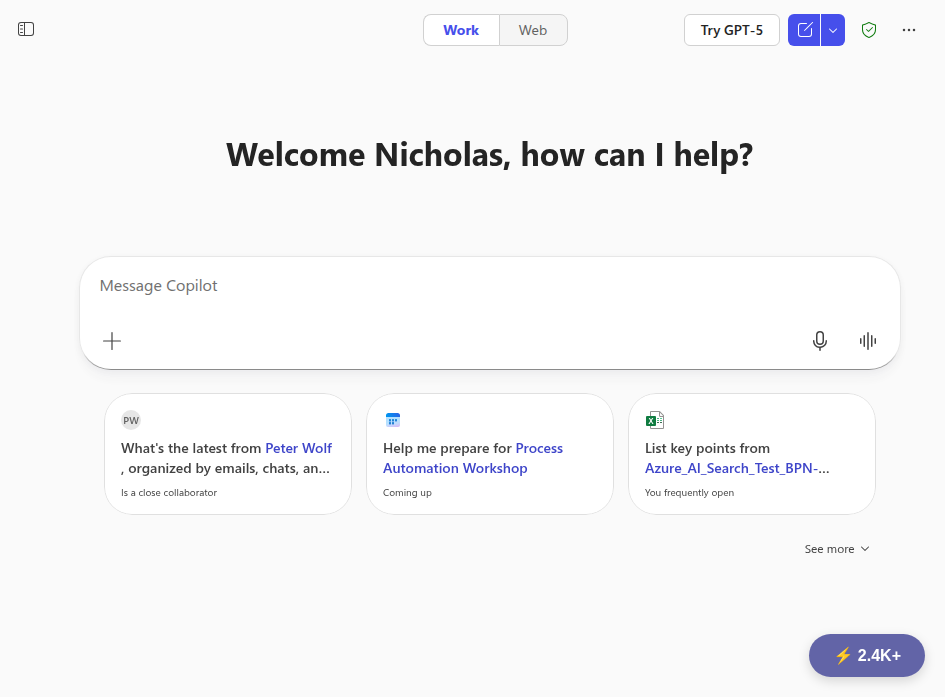 Work
Web
Try GPT-5
Welcome Nicholas, how can I help?
Message Copilot
PW
What's the latest from Peter Wolf
, organized by emails, chats, an...
Is a close collaborator
Help me prepare for Process
Automation Workshop
Coming up
List key points from
Azure_AI_Search_Test_BPN-...
You frequently open
See more
⚡ 2.4K+